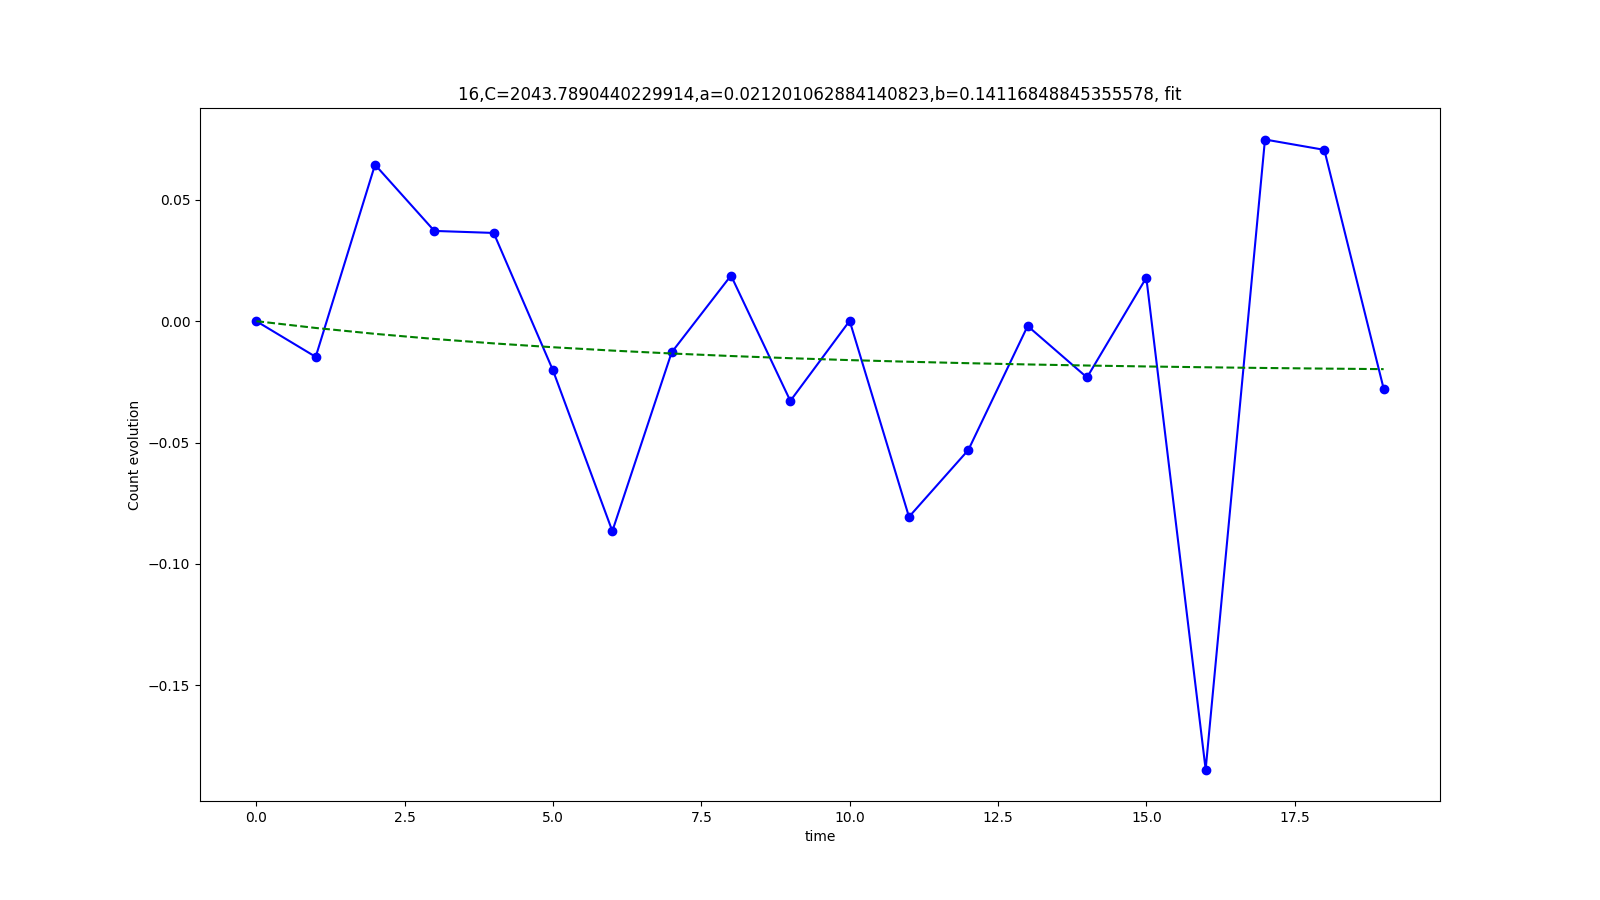 16,C=2043.7890440229914,a=0.021201062884140823,b=0.14116848845355578, fit
0.05
0.00
−0.05
−0.10
−0.15
Count evolution
0.0 2.5 5.0 7.5 10.0 12.5 15.0 17.5
time